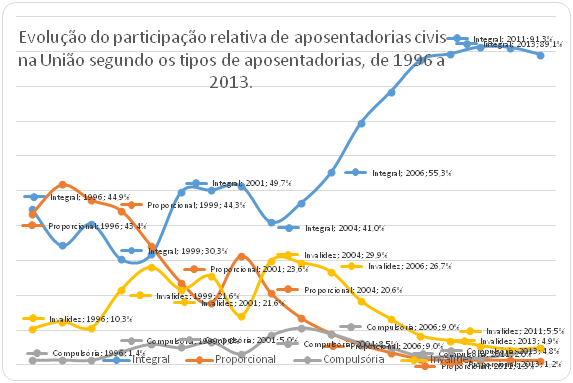 Evolução do participação relativa de aposentadorias civis
na União segundo os tipos de aposentadorias, de 1996 a
2013.
Integral; 2011; 91,3%
Integral; 2013; 89,1%
Integral; 2006; 55,3%
Integral; 2001; 49,7%
Integral; 1996; 44,9%
Proporcional; 1999; 44,3%
Proporcional; 1996; 43,4%
Integral; 2004; 41,0%
Integral; 1999; 30,3%
Invalidez; 2004; 29,9%
Invalidez; 2006; 26,7%
Proporcional; 2001; 23,6%
Proporcional; 2004; 20,6%
Invalidez; 1999; 21,6%
Invalidez; 2001; 21,6%
Invalidez; 1996; 10,3%
Compulsória; 2006; 9,0%
Invalidez; 2011; 5,5%
Invalidez; 2013; 4,9%
Compulsória; 2001; 5,0%
Proporcional; 2006; 9,0%
Compulsória; 1996; 1,4%
Integral
Proporcional
Compulsória
Invalidez